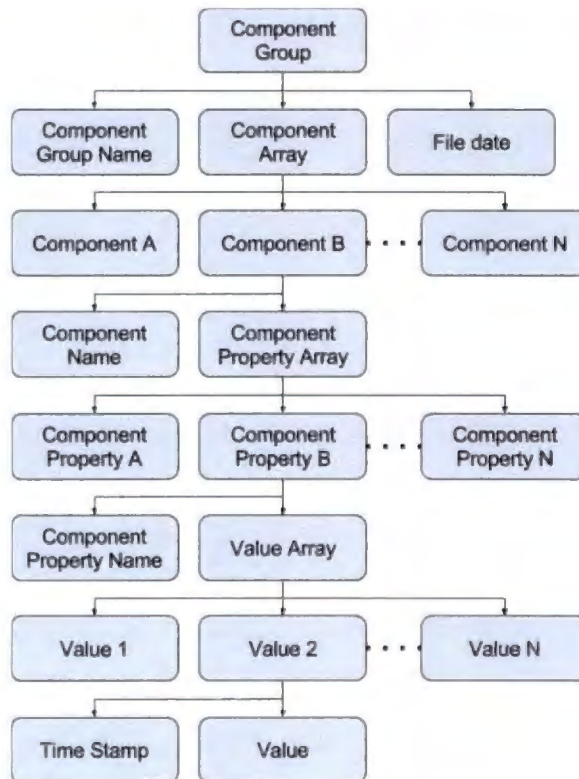 Component
Group
Component
Group Name
Component
Array
File date
Component A
Component B
Component N
Component
Name
Component
Property Array
Component
Property A
Component
Property B
Component
Property N
Component
Property Name
Value Array
Value 1
Value 2
Value N
Time Stamp
Value